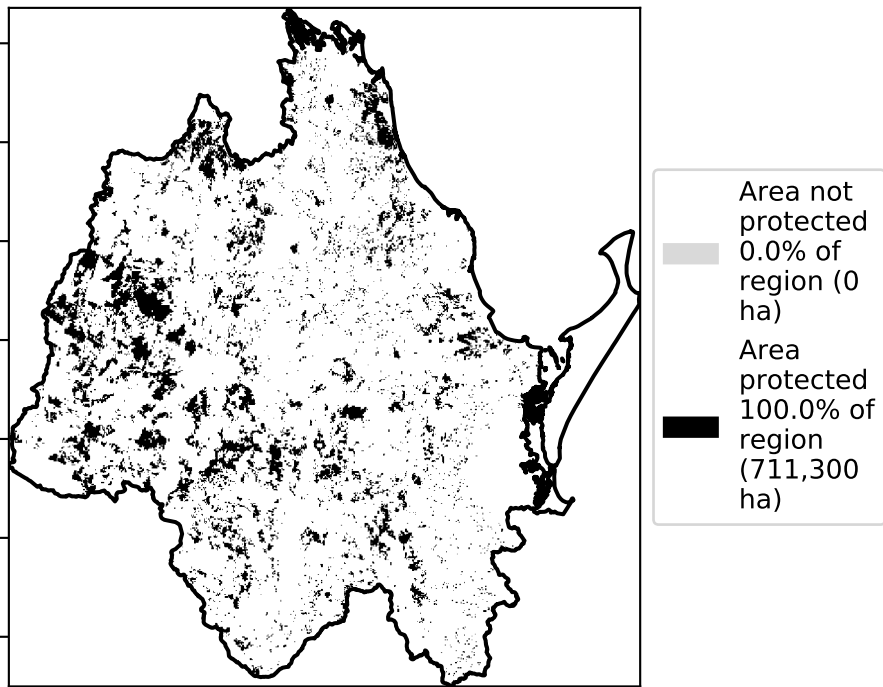 Area not
protected
0.0% of
region (0
ha)
Area
protected
100.0% of
region
(711,300
ha)